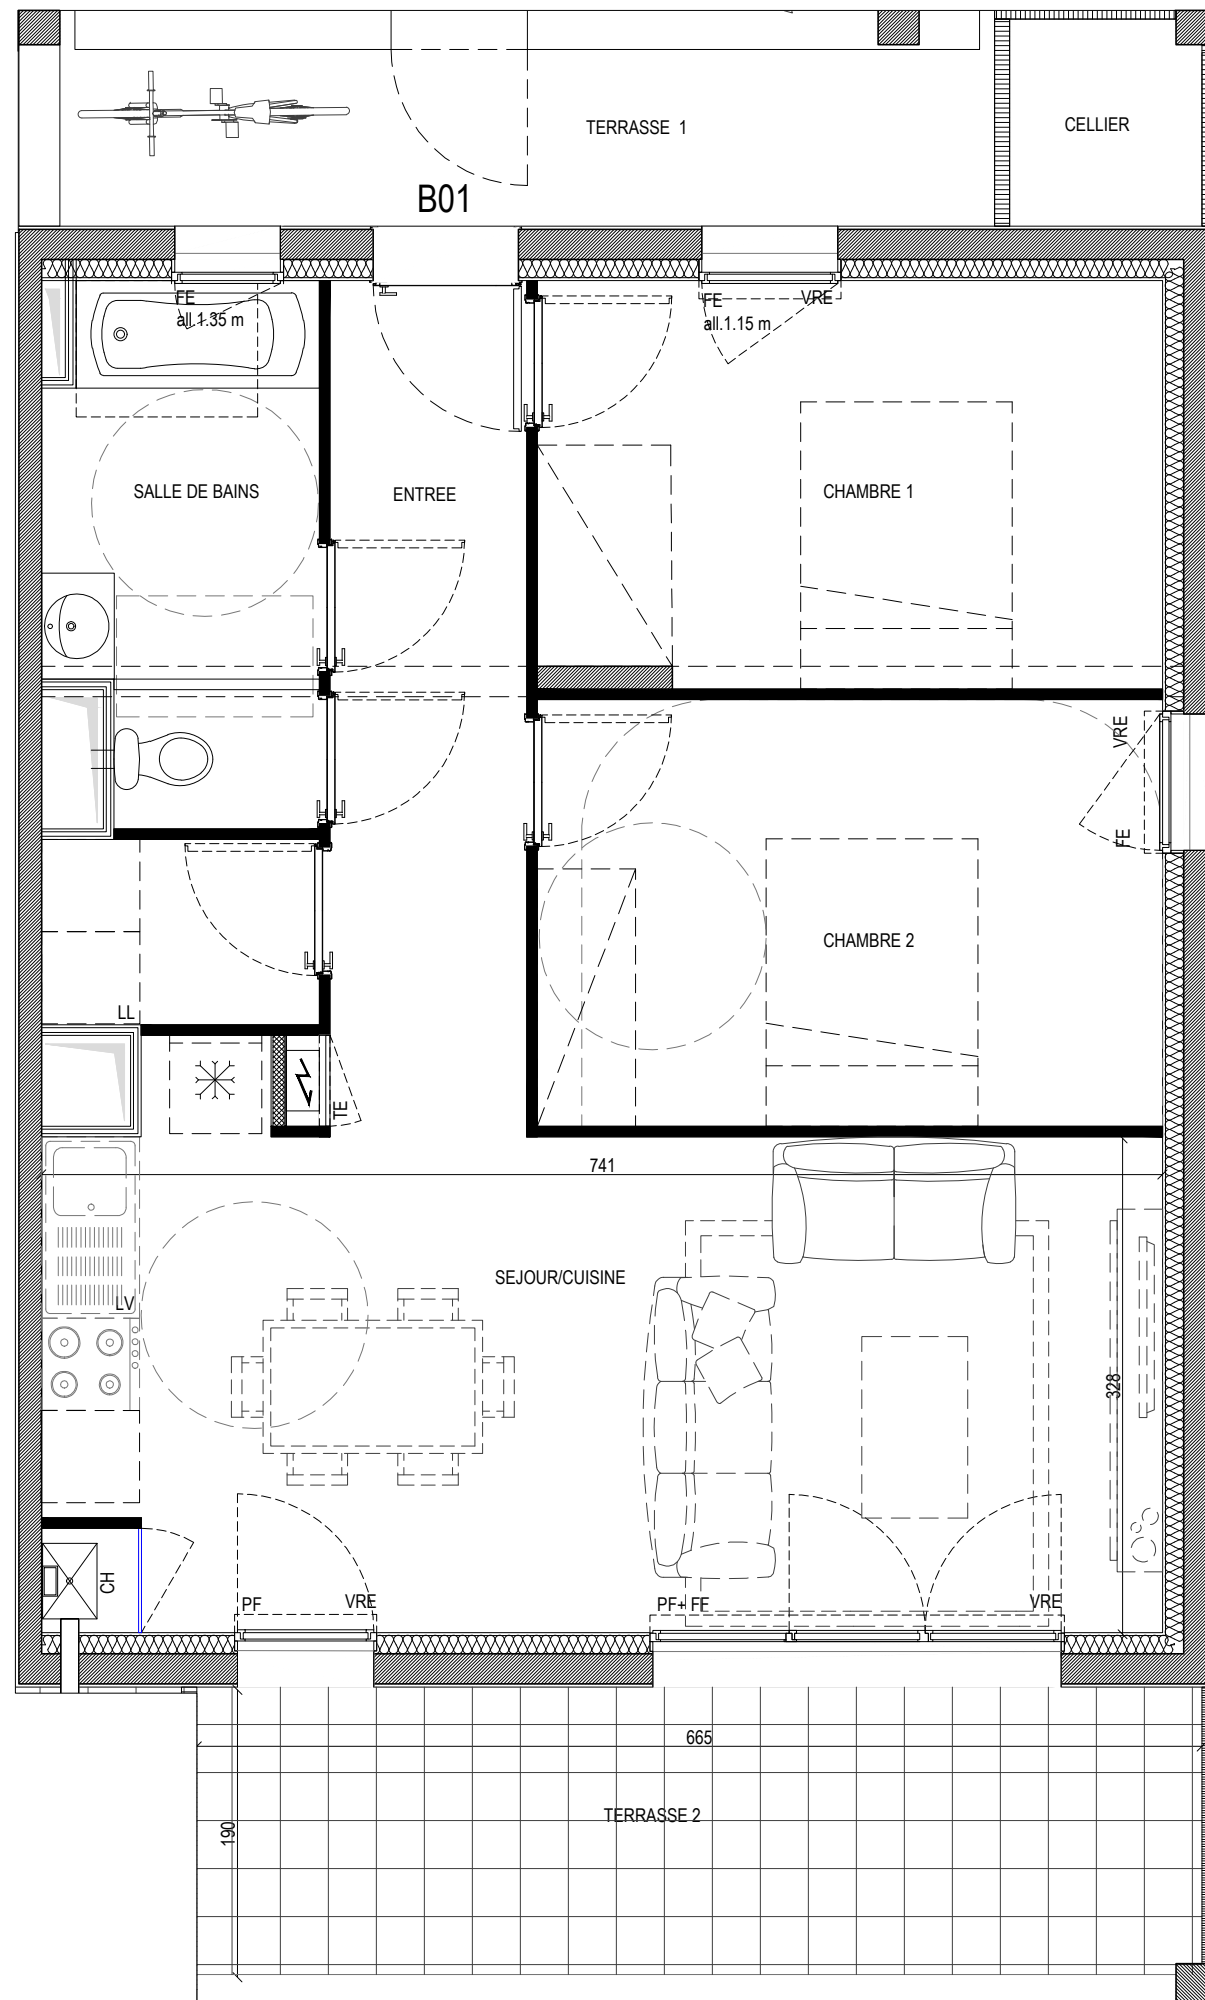 TERRASSE 1
CELLIER
B01
FE
all.1.35 m
FE
VRE
all.1.15 m
SALLE DE BAINS
ENTREE
CHAMBRE 1
VRE
FE
CHAMBRE 2
LL
TE
741
SEJOUR/CUISINE
LV
328
CH
PF
VRE
PF+ FE
VRE
665
TERRASSE 2
190